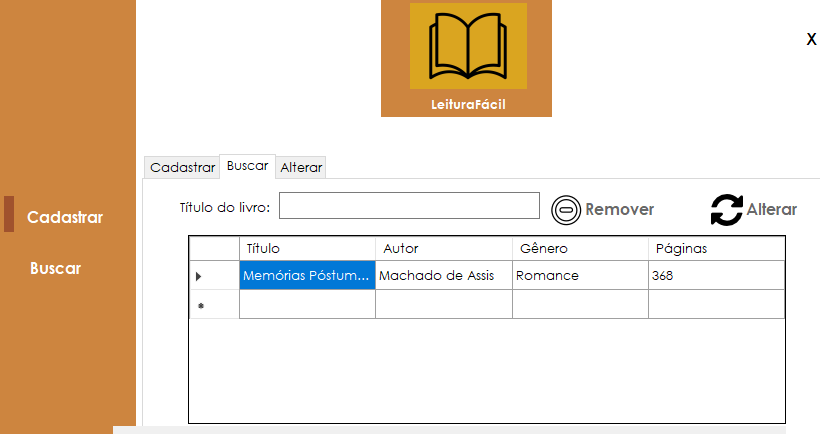 X
LeituraFácil
Cadastrar Buscar Alterar
Cadastrar
Buscar
Título do livro: Remover Alterar
Título Autor Gênero Páginas
Memórias Póstum... Machado de Assis Romance 368
*